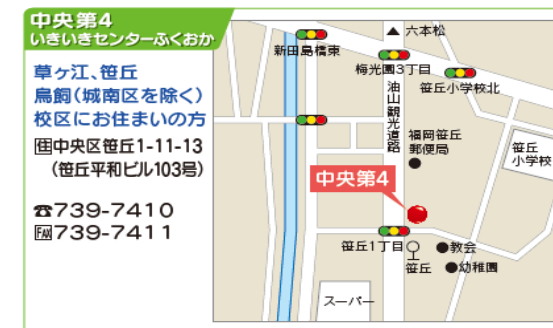 中央第4
いきいきセンターふくおか
草ヶ江、笹丘
鳥飼(城南区を除く)
校区にお住まいの方
住中央区笹丘1-11-13
(笹丘平和ビル103号)
☎739-7410
FAX739-7411
▲六本松
新田島橋東
梅光園3丁目
笹丘小学校北
油山観光道路
福岡笹丘
郵便局
笹丘
小学校
中央第4
笹丘1丁目
笹丘
教会
幼稚園
スーパー